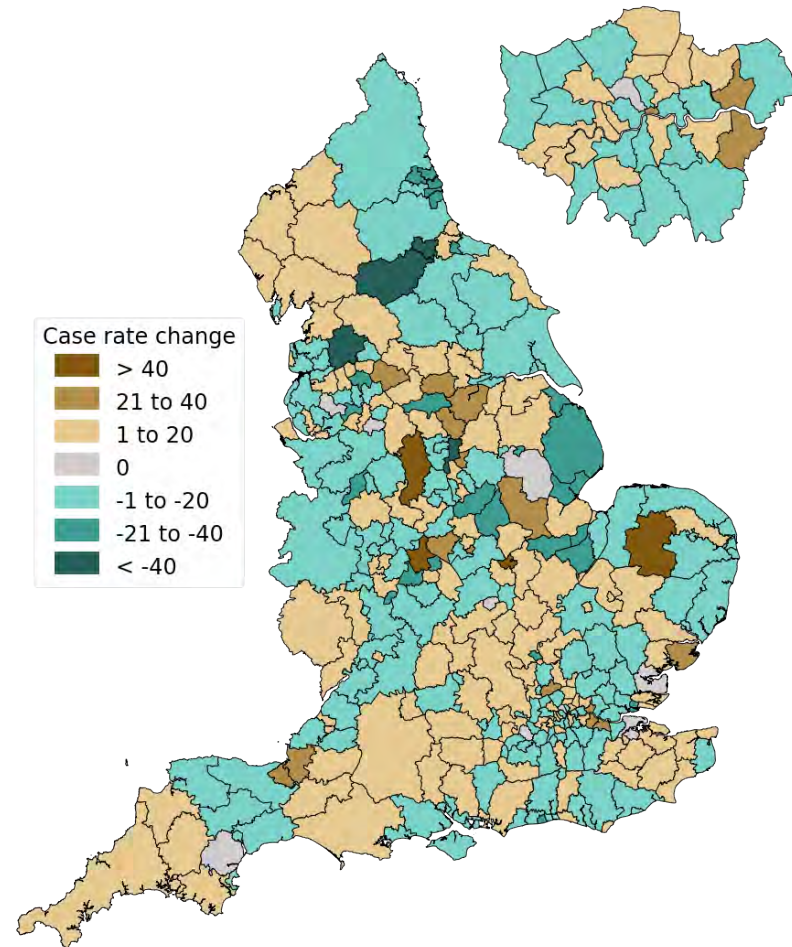 Case rate change
> 40
21 to 40
1 to 20
0
-1 to -20
-21 to -40
< -40